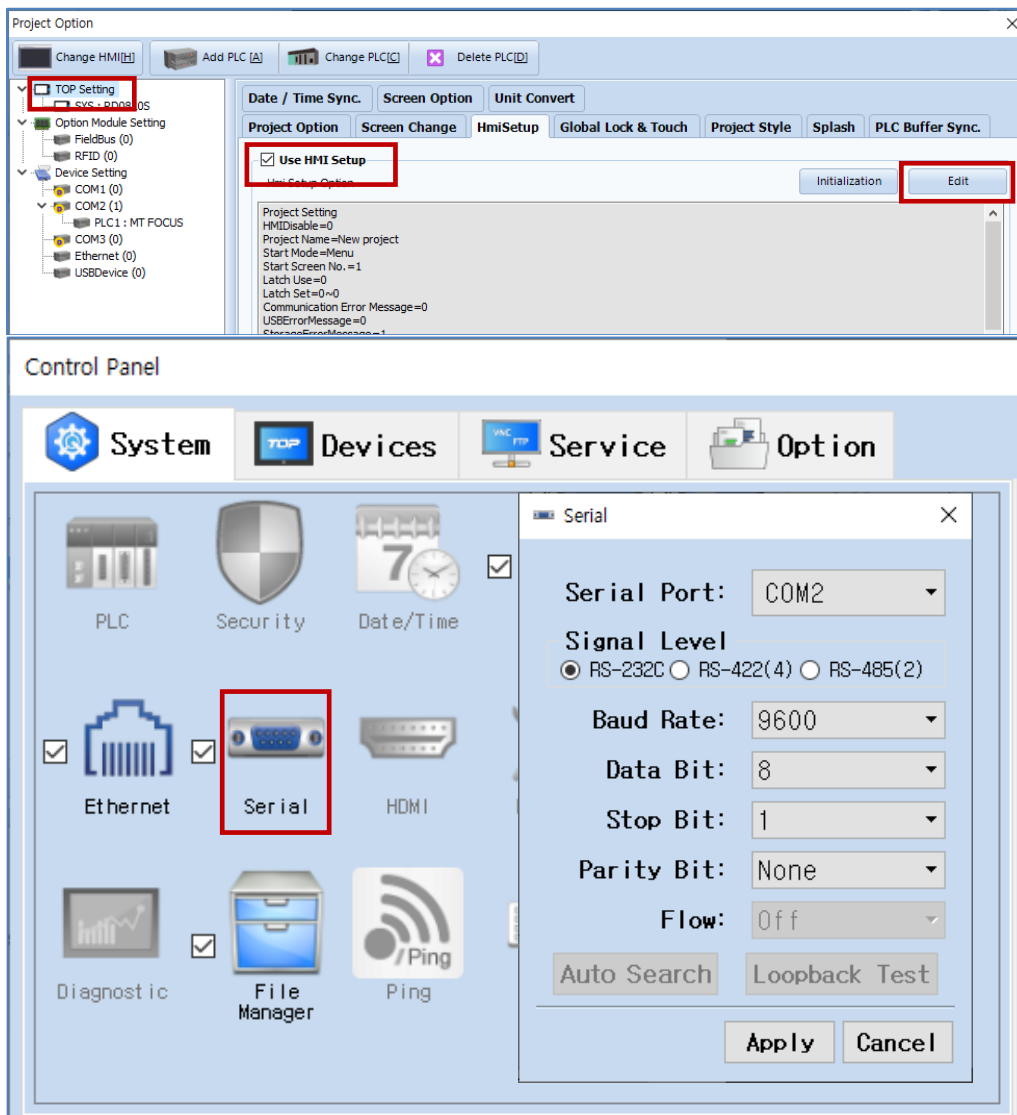 Project Option
Change HMI[H] Add PLC [A] Change PLC[C] Delete PLC[D]
TOP Setting
Option Module Setting
FieldBus (0)
RFID (0)
Device Setting
COM1 (0)
COM2 (1)
PLC1 : MT FOCUS
COM3 (0)
Ethernet (0)
USBDevice (0)
Date / Time Sync. Screen Option Unit Convert
Project Option Screen Change HmiSetup Global Lock & Touch Project Style Splash PLC Buffer Sync.
Use HMI Setup
Hmi Setup Option
Initialization Edit
Project Setting
HMIDisable=0
Project Name=New project
Start Mode=Menu
Start Screen No.=1
Latch Use=0
Latch Set=0~0
Communication Error Message=0
USBErrorMessage=0
StorageErrorMessage=1
Control Panel
System TOP Devices VNC FTP Service Option
PLC Security 7 Date/Time
Ethernet Serial HDMI
Diagnostic File Manager /Ping Ping
Serial
Serial Port: COM2
Signal Level
RS-232C RS-422(4) RS-485(2)
Baud Rate: 9600
Data Bit: 8
Stop Bit: 1
Parity Bit: None
Flow: Off
Auto Search Loopback Test
Apply Cancel